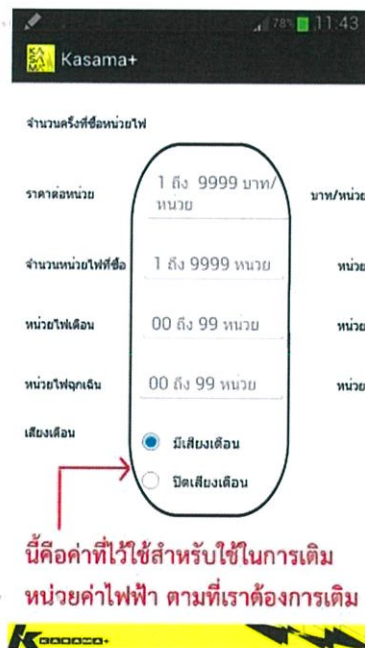 78% 11:43
KA SA MA Kasama+
จำนวนครั้งที่ซื้อหน่วยไฟ
ราคาต่อหน่วย 1 ถึง 9999 บาท/ บาท/หน่วย
หน่วย
จำนวนหน่วยไฟที่ซื้อ 1 ถึง 9999 หน่วย หน่วย
หน่วยไฟเตือน 00 ถึง 99 หน่วย หน่วย
หน่วยไฟฉุกเฉิน 00 ถึง 99 หน่วย หน่วย
เสียงเตือน
มีเสียงเตือน
ปิดเสียงเตือน
นี้คือค่าที่ไว้ใช้สำหรับใช้ในการเติม
หน่วยค่าไฟฟ้า ตามที่เราต้องการเติม
KASAMA+